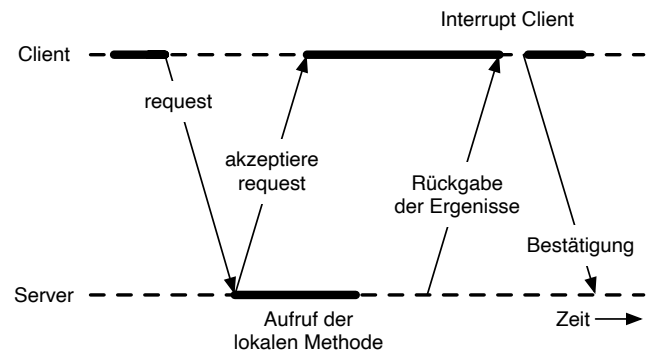 Interrupt Client
Client
request
akzeptiere
request
Rückgabe
der Ergenisse
Bestätigung
Server
Aufruf der
lokalen Methode
Zeit